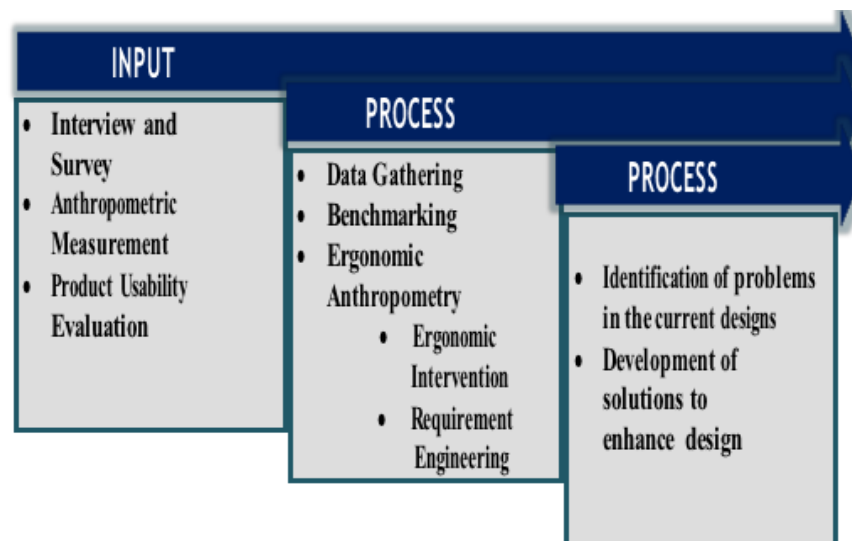 INPUT
• Interview and
Survey
• Anthropometric
Measurement
• Product Usability
Evaluation
PROCESS
• Data Gathering
• Benchmarking
• Ergonomic
Anthropometry
• Ergonomic
Intervention
• Requirement
Engineering
PROCESS
• Identification of problems
in the current designs
• Development of
solutions to
enhance design